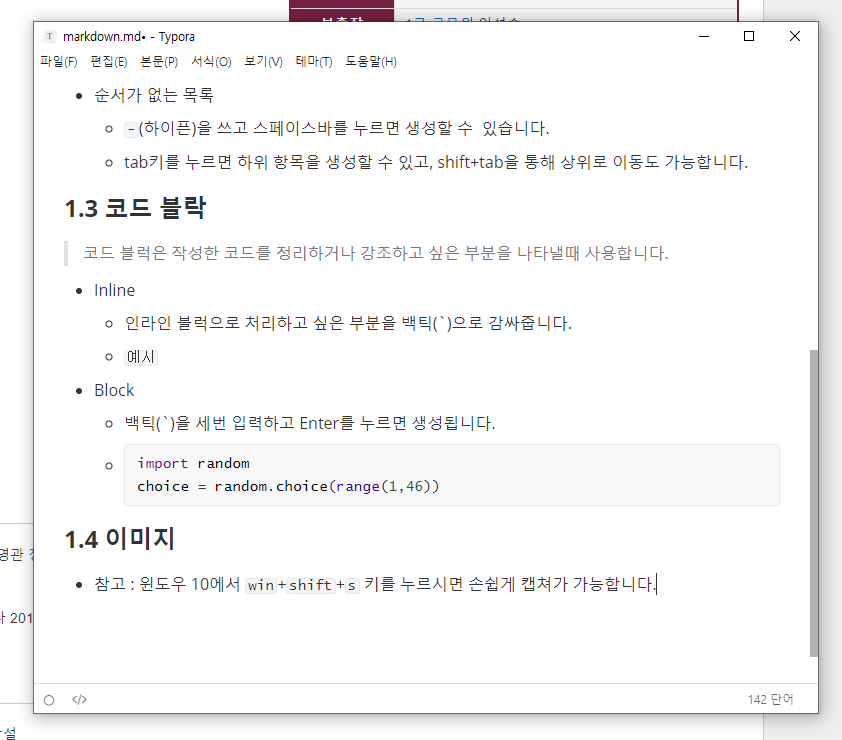 markdown.md• - Typora
파일(F) 편집(E) 본문(P) 서식(O) 보기(V) 테마(T) 도움말(H)
순서가 없는 목록
-(하이픈)을 쓰고 스페이스바를 누르면 생성할 수 있습니다.
tab키를 누르면 하위 항목을 생성할 수 있고, shift+tab을 통해 상위로 이동도 가능합니다.
1.3 코드 블락
코드 블럭은 작성한 코드를 정리하거나 강조하고 싶은 부분을 나타낼때 사용합니다.
Inline
인라인 블럭으로 처리하고 싶은 부분을 백틱(`)으로 감싸줍니다.
예시
Block
백틱(`)을 세번 입력하고 Enter를 누르면 생성됩니다.
import random
choice = random.choice(range(1,46))
1.4 이미지
참고 : 윈도우 10에서 win+shift+s 키를 누르시면 손쉽게 캡쳐가 가능합니다.
명관
201
설
142 단어